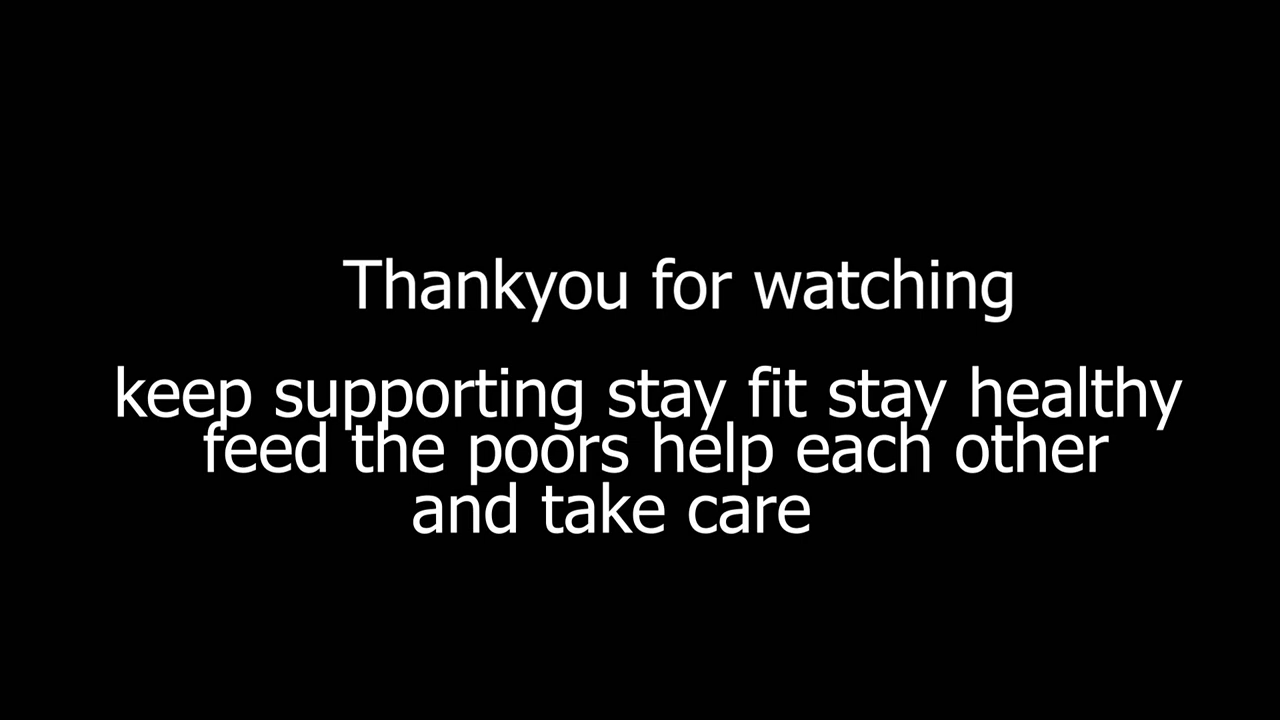 Thankyou for watching
keep supporting stay fit stay healthy
feed the poors help each other
and take care